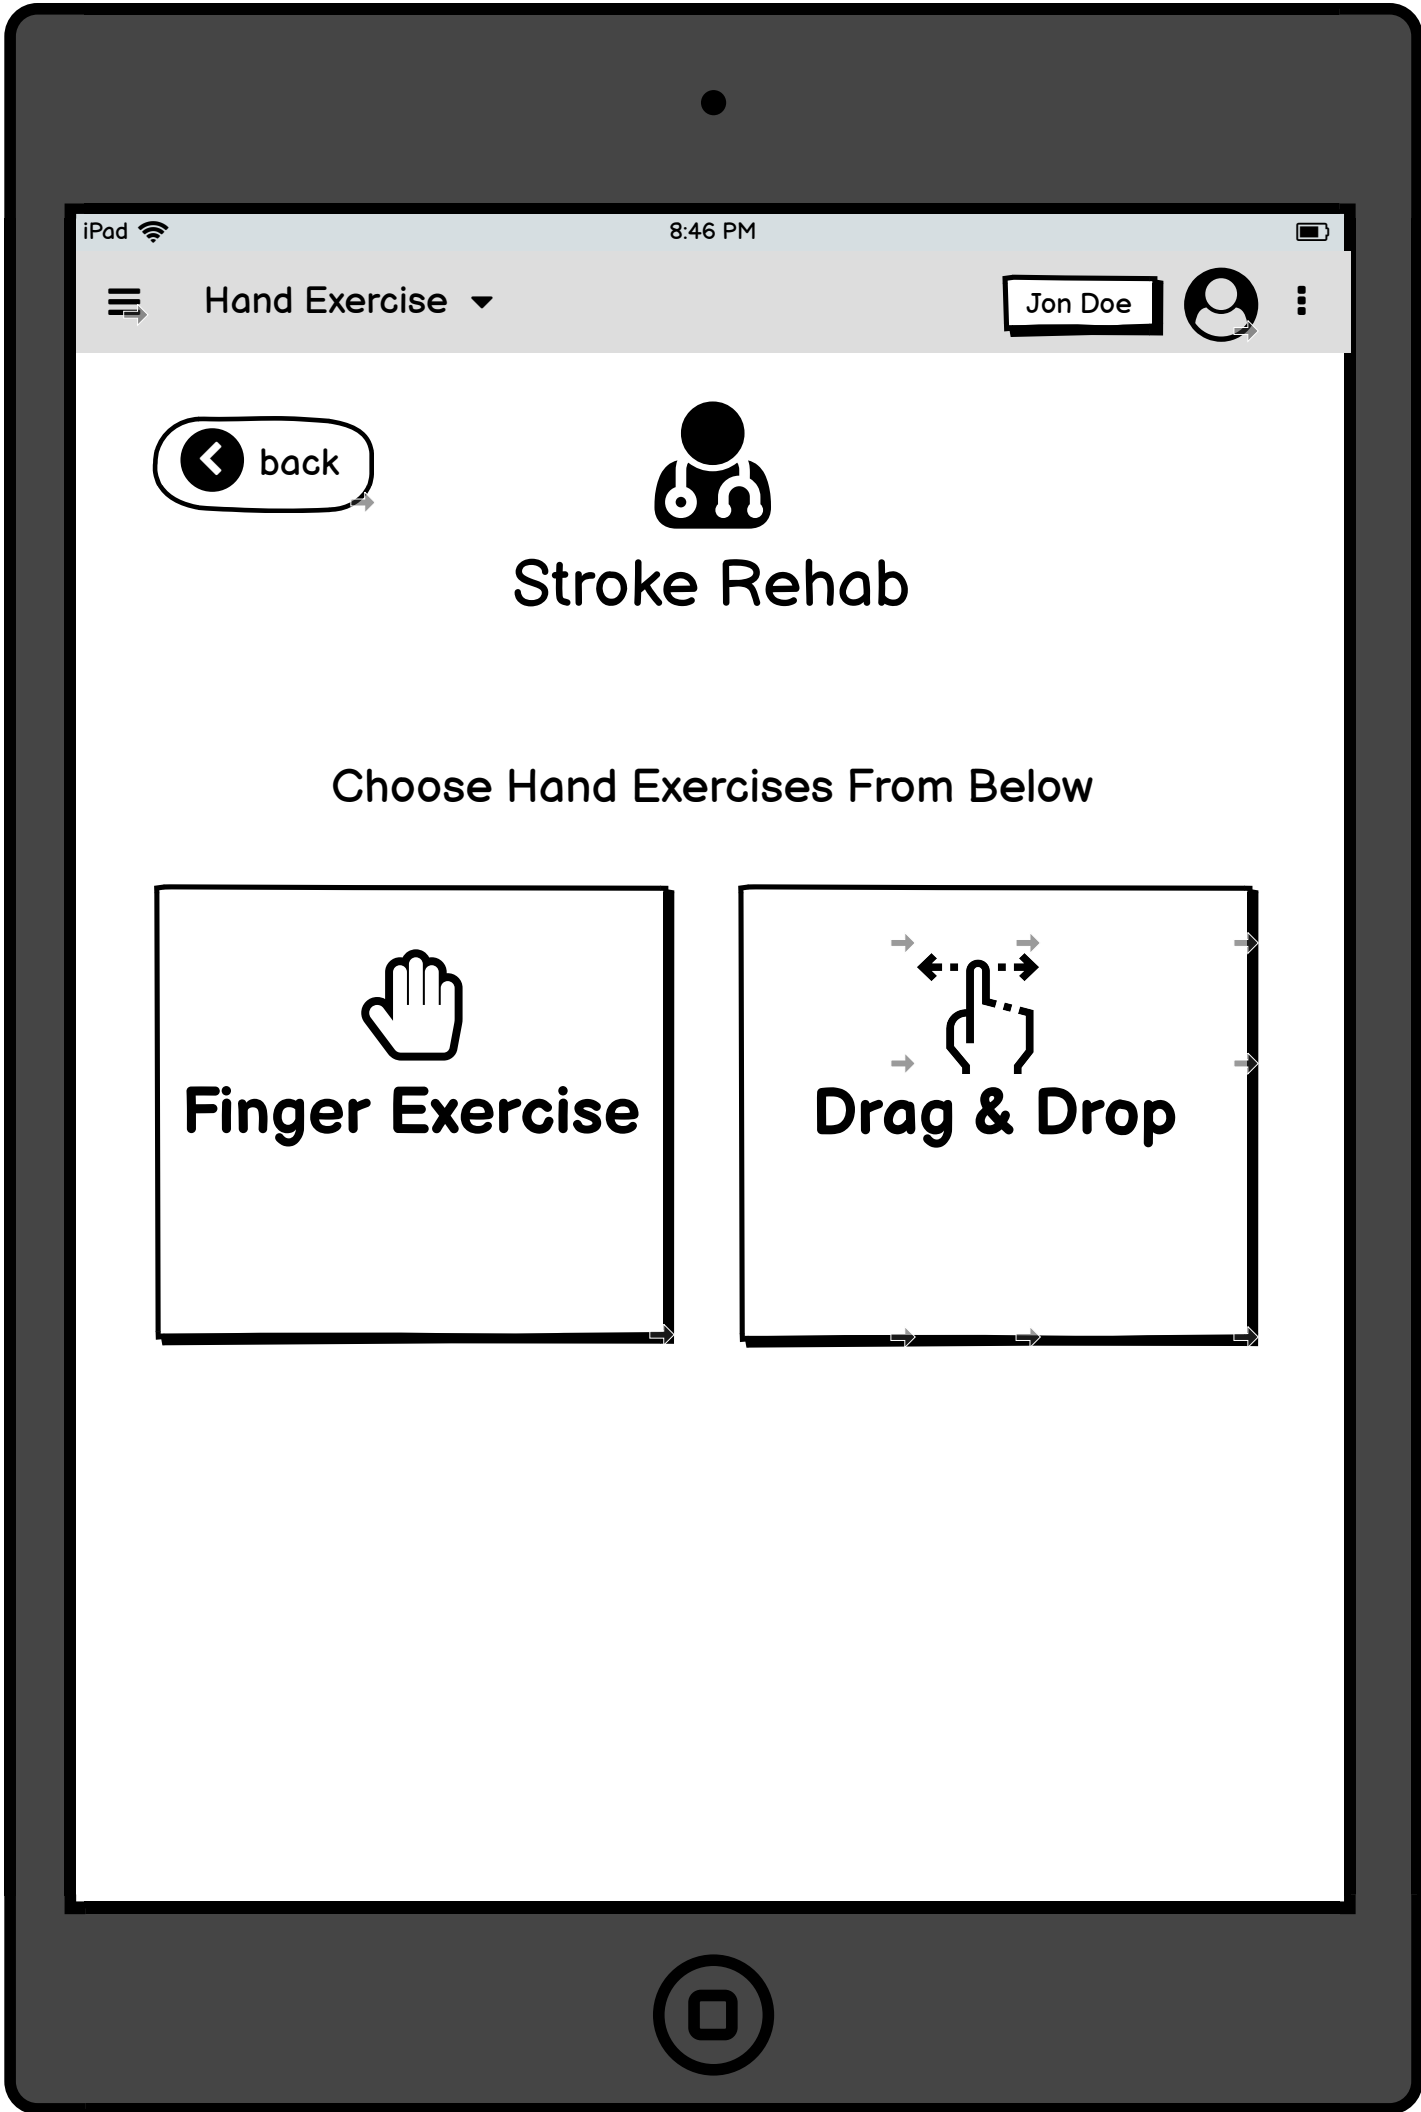 iPad 8:46 PM
Hand Exercise Jon Doe
back
Stroke Rehab
Choose Hand Exercises From Below
Finger Exercise Drag & Drop